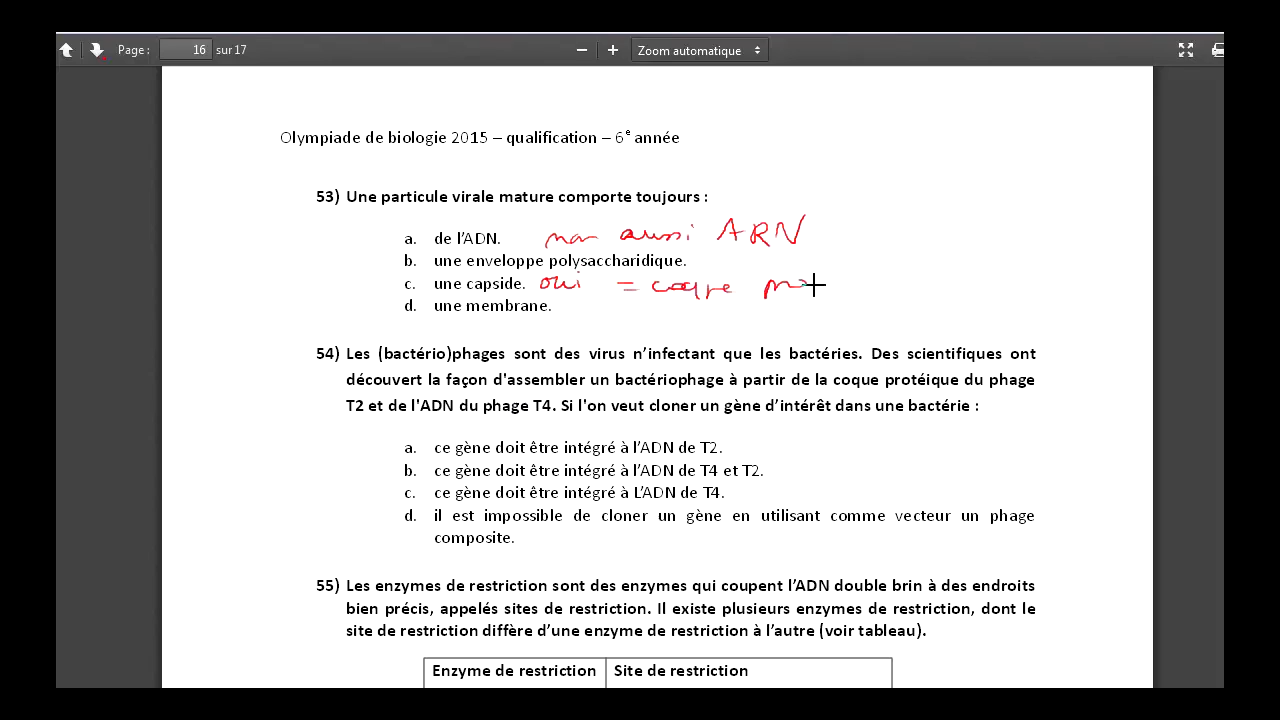 Page : 16 sur 17 Zoom automatique
Olympiade de biologie 2015 – qualification – 6e année
53) Une particule virale mature comporte toujours :
a. de l’ADN. non aussi ARN
b. une enveloppe polysaccharidique.
c. une capside. oui = coque
d. une membrane.
54) Les (bactério)phages sont des virus n’infectant que les bactéries. Des scientifiques ont
découvert la façon d'assembler un bactériophage à partir de la coque protéique du phage
T2 et de l'ADN du phage T4. Si l'on veut cloner un gène d’intérêt dans une bactérie :
a. ce gène doit être intégré à l’ADN de T2.
b. ce gène doit être intégré à l’ADN de T4 et T2.
c. ce gène doit être intégré à L’ADN de T4.
d. il est impossible de cloner un gène en utilisant comme vecteur un phage
composite.
55) Les enzymes de restriction sont des enzymes qui coupent l’ADN double brin à des endroits
bien précis, appelés sites de restriction. Il existe plusieurs enzymes de restriction, dont le
site de restriction diffère d’une enzyme de restriction à l’autre (voir tableau).
Enzyme de restriction Site de restriction